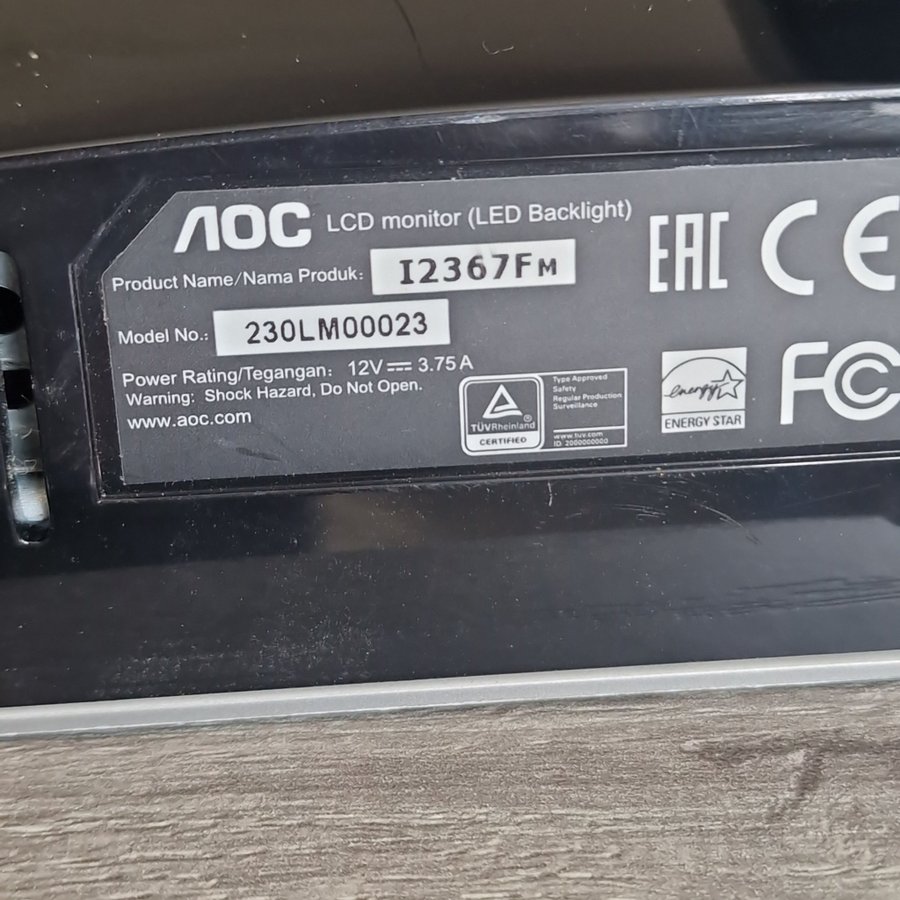 AOC LCD monitor (LED Backlight)
Product Name/Nama Produk: I2367FM
Model No.: 230LM00023
Power Rating/Tegangan: 12V⎓3.75A
Warning: Shock Hazard, Do Not Open.
www.aoc.com
EAC CE
TÜVRheinland®
CERTIFIED
Type Approved
Safety
Regular Production
Surveillance
www.tuv.com
ID 2000000000
energy
ENERGY STAR
FC